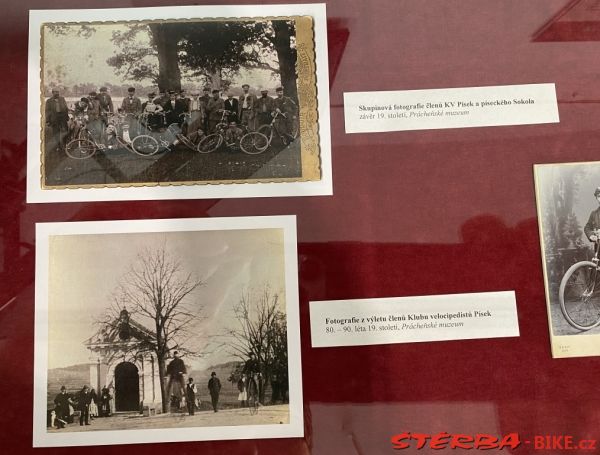 Skupinová fotografie členů KV Písek a píseckého Sokola
závěr 19. století, Prácheňské muzeum
Fotografie z výletu členů Klubu velocipedistů Písek
80. – 90. léta 19. století, Prácheňské muzeum
ŠTĚRBA-BIKE.cz